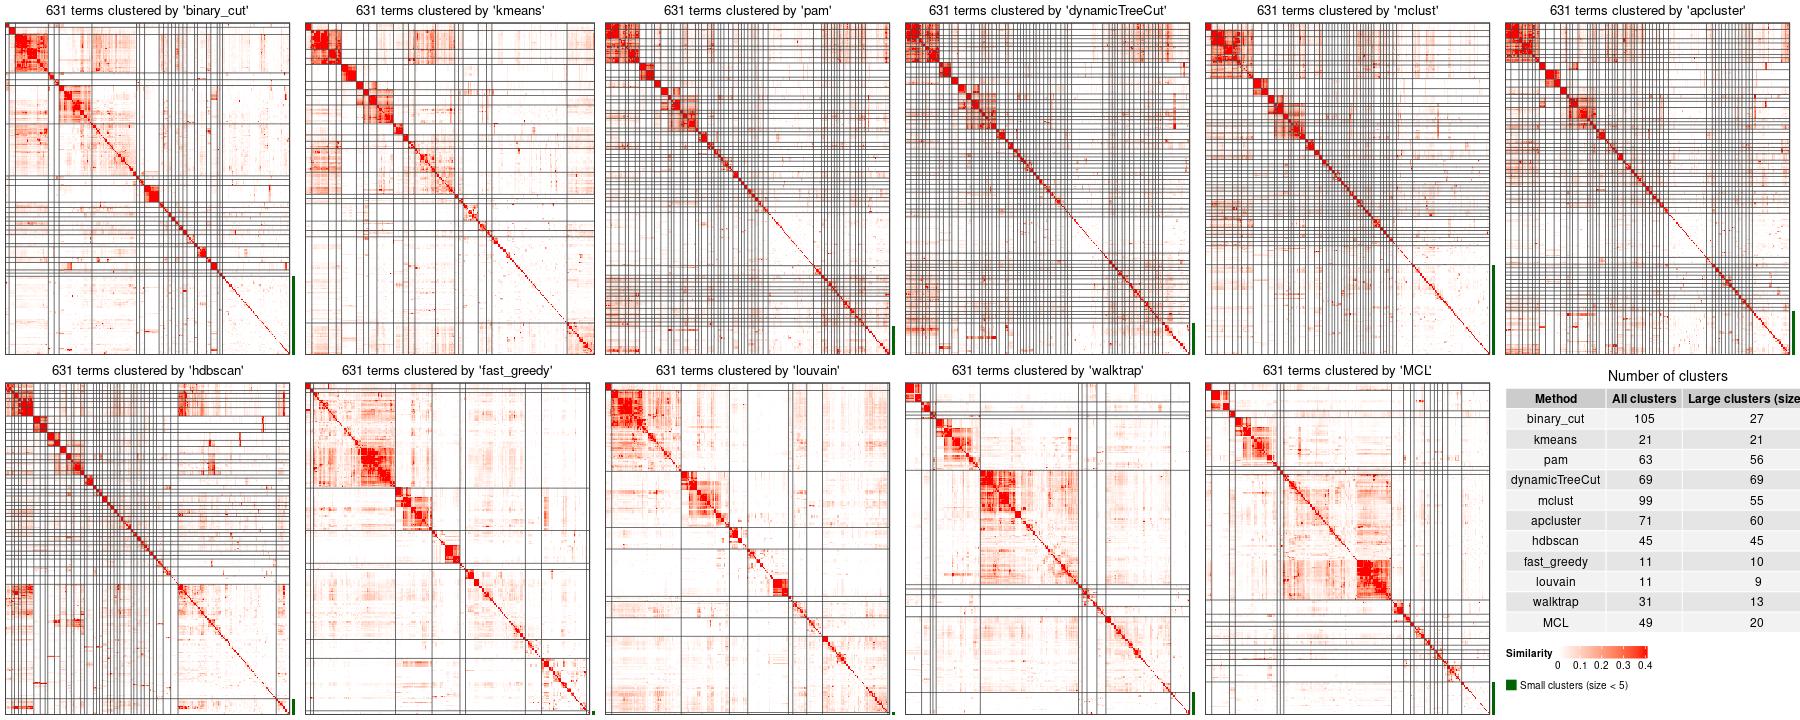 631 terms clustered by 'binary_cut'
631 terms clustered by 'kmeans'
631 terms clustered by 'pam'
631 terms clustered by 'dynamicTreeCut'
631 terms clustered by 'mclust'
631 terms clustered by 'apcluster'
631 terms clustered by 'hdbscan'
631 terms clustered by 'fast_greedy'
631 terms clustered by 'louvain'
631 terms clustered by 'walktrap'
631 terms clustered by 'MCL'
Number of clusters
Method All clusters Large clusters (size
binary_cut 105 27
kmeans 21 21
pam 63 56
dynamicTreeCut 69 69
mclust 99 55
apcluster 71 60
hdbscan 45 45
fast_greedy 11 10
louvain 11 9
walktrap 31 13
MCL 49 20
Similarity
0 0.1 0.2 0.3 0.4
Small clusters (size < 5)